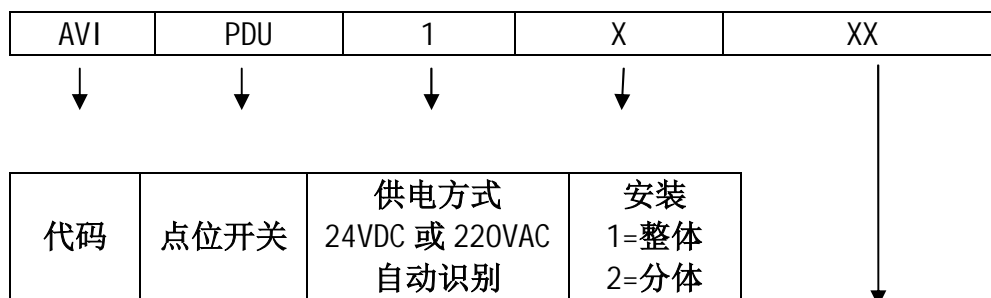 AVI PDU 1 X XX
供电方式 安装
代码 点位开关 24VDC 或 220VAC 1=整体
自动识别 2=分体